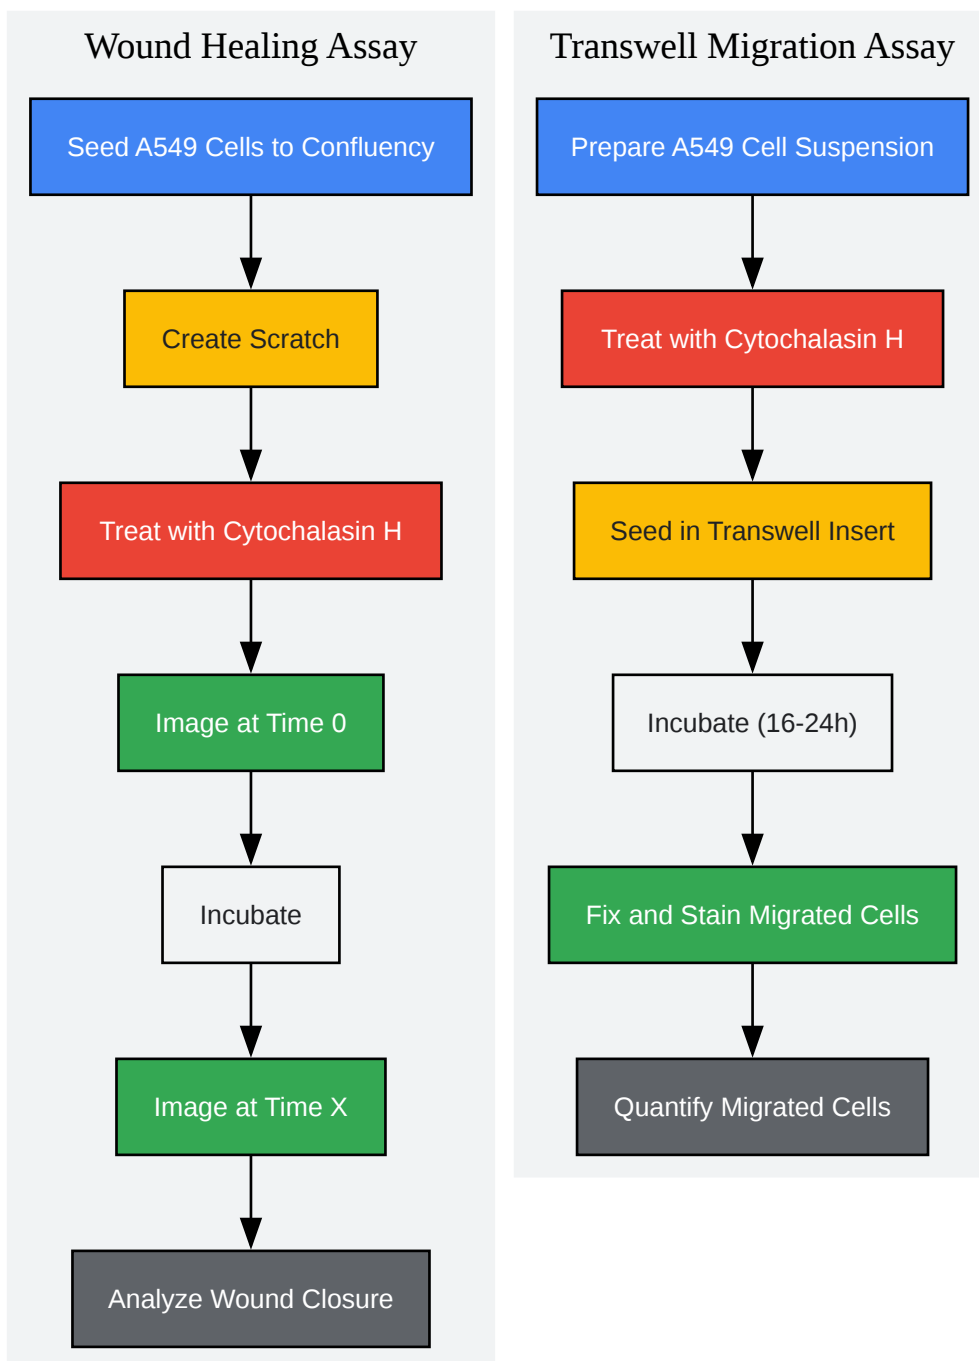 Wound Healing Assay
Seed A549 Cells to Confluency
Create Scratch
Treat with Cytochalasin H
Image at Time 0
Incubate
Image at Time X
Analyze Wound Closure
Transwell Migration Assay
Prepare A549 Cell Suspension
Treat with Cytochalasin H
Seed in Transwell Insert
Incubate (16-24h)
Fix and Stain Migrated Cells
Quantify Migrated Cells